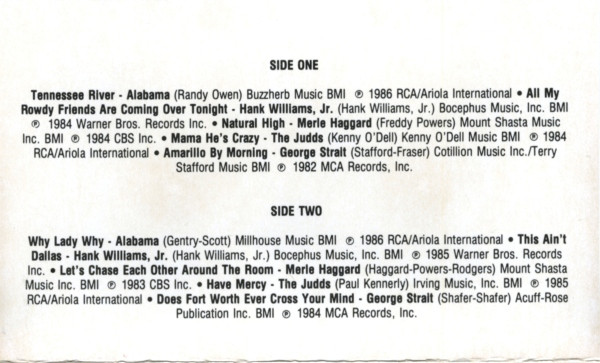 SIDE ONE
Tennessee River - Alabama (Randy Owen) Buzzherb Music BMI ℗ 1986 RCA/Ariola International • All My
Rowdy Friends Are Coming Over Tonight - Hank Williams, Jr. (Hank Williams, Jr.) Bocephus Music, Inc. BMI
℗ 1984 Warner Bros. Records Inc. • Natural High - Merle Haggard (Freddy Powers) Mount Shasta Music
Inc. BMI ℗ 1984 CBS Inc. • Mama He's Crazy - The Judds (Kenny O'Dell) Kenny O'Dell Music BMI ℗ 1984
RCA/Ariola International • Amarillo By Morning - George Strait (Stafford-Fraser) Cotillion Music Inc./Terry
Stafford Music BMI ℗ 1982 MCA Records, Inc.
SIDE TWO
Why Lady Why - Alabama (Gentry-Scott) Millhouse Music BMI ℗ 1986 RCA/Ariola International • This Ain't
Dallas - Hank Williams, Jr. (Hank Williams, Jr.) Bocephus Music, Inc. BMI ℗ 1985 Warner Bros. Records
Inc. • Let's Chase Each Other Around The Room - Merle Haggard (Haggard-Powers-Rodgers) Mount Shasta
Music Inc. BMI ℗ 1983 CBS Inc. • Have Mercy - The Judds (Paul Kennerly) Irving Music, Inc. BMI ℗ 1985
RCA/Ariola International • Does Fort Worth Ever Cross Your Mind - George Strait (Shafer-Shafer) Acuff-Rose
Publication Inc. BMI ℗ 1984 MCA Records, Inc.